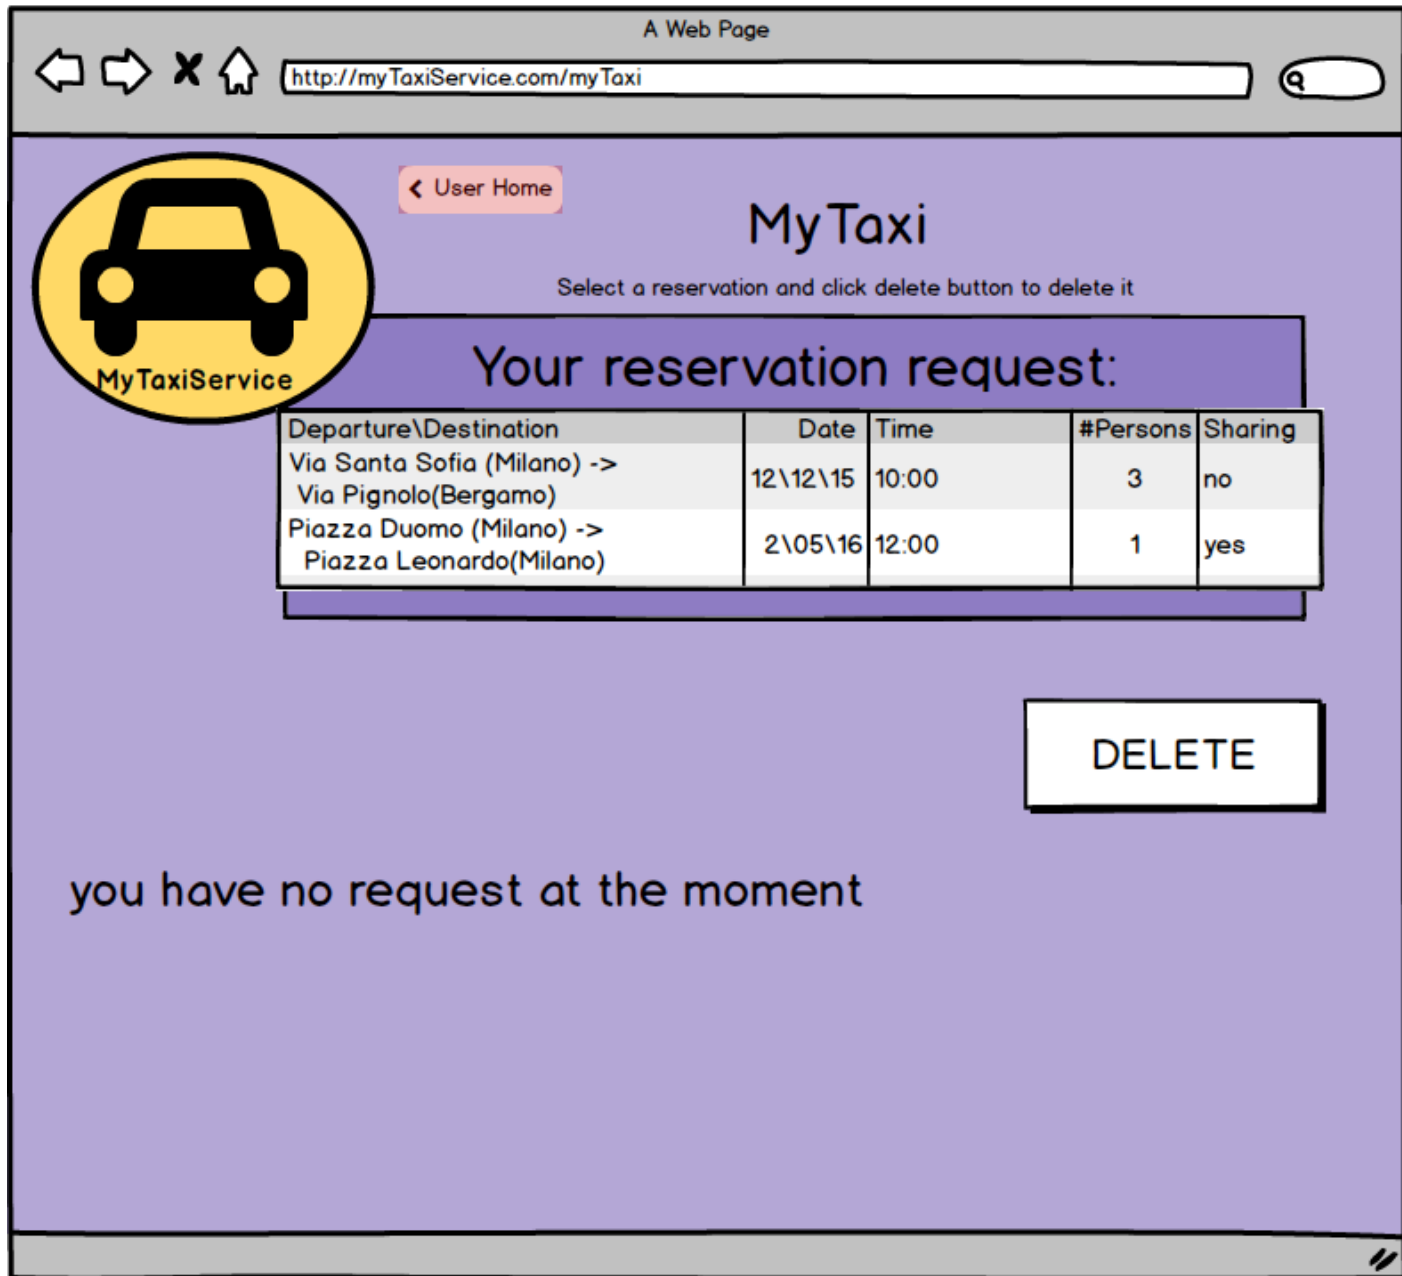 A Web Page
http://myTaxiService.com/myTaxi
User Home
MyTaxi
Select a reservation and click delete button to delete it
MyTaxiService
Your reservation request:
Departure\Destination Date Time #Persons Sharing
Via Santa Sofia (Milano) ->
Via Pignolo(Bergamo) 12\12\15 10:00 3 no
Piazza Duomo (Milano) ->
Piazza Leonardo(Milano) 2\05\16 12:00 1 yes
DELETE
you have no request at the moment